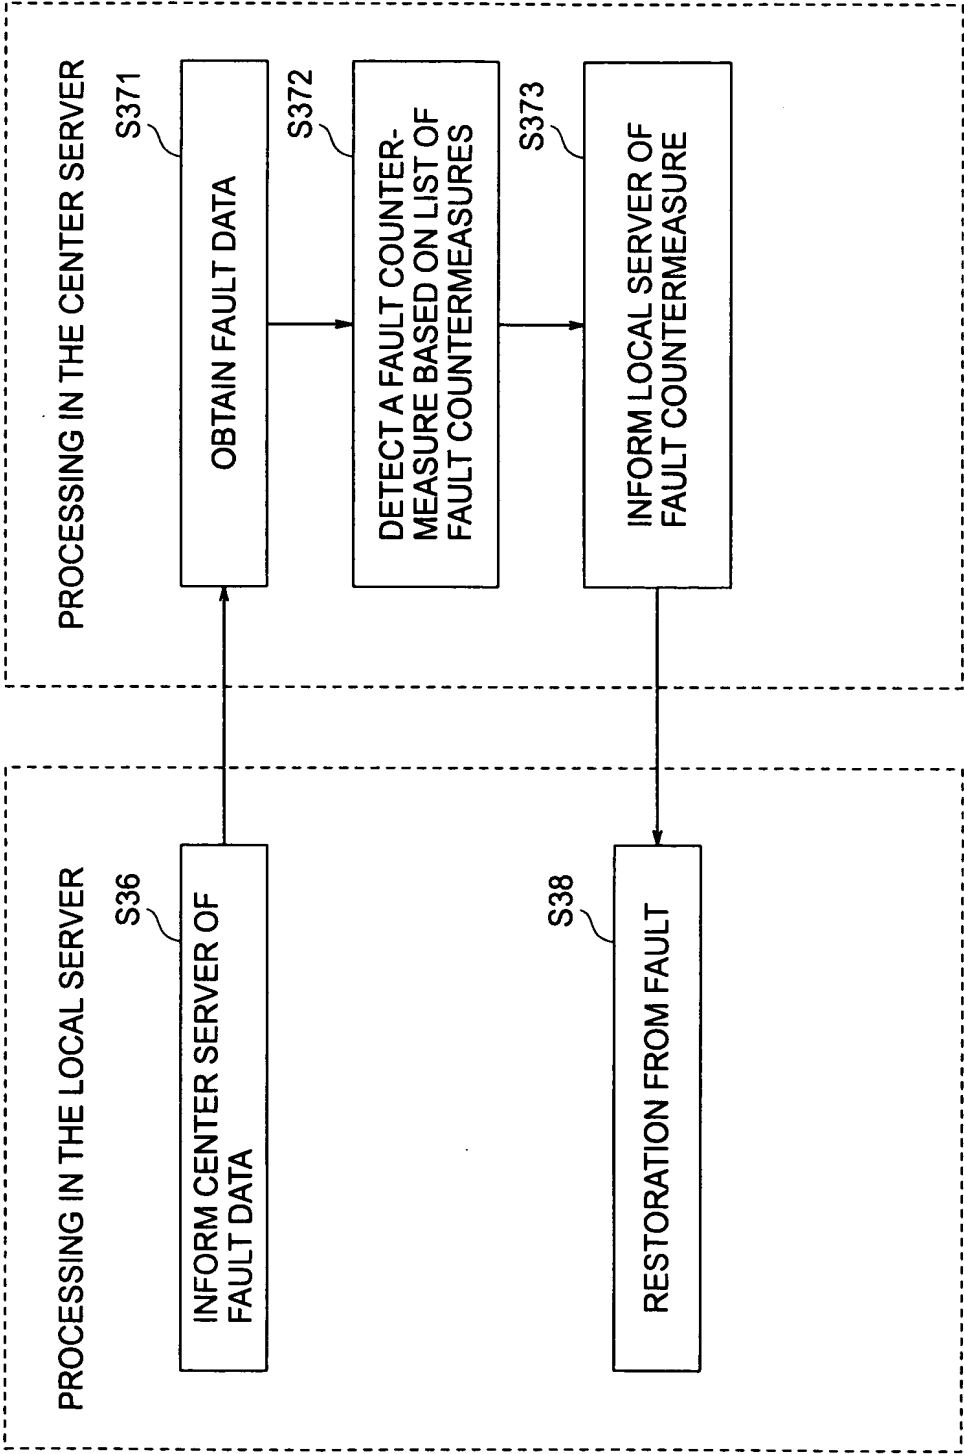 PROCESSING IN THE LOCAL SERVER
S36
INFORM CENTER SERVER OF
FAULT DATA
S38
RESTORATION FROM FAULT
PROCESSING IN THE CENTER SERVER
S371
OBTAIN FAULT DATA
S372
DETECT A FAULT COUNTER-
MEASURE BASED ON LIST OF
FAULT COUNTERMEASURES
S373
INFORM LOCAL SERVER OF
FAULT COUNTERMEASURE